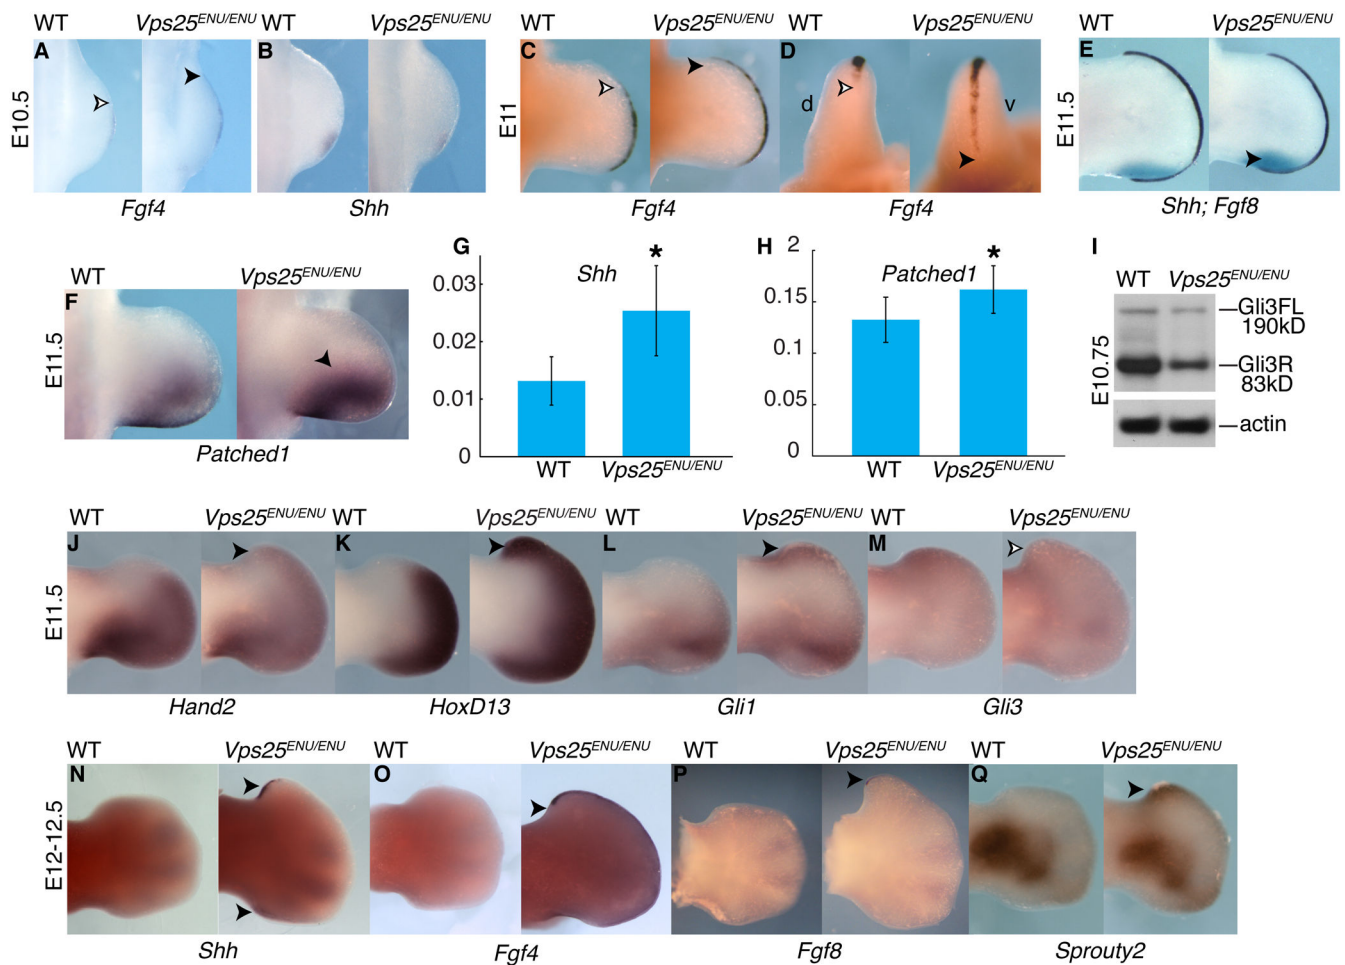 WT Vps25ENU/ENU WT Vps25ENU/ENU WT Vps25ENU/ENU WT Vps25ENU/ENU WT Vps25ENU/ENU
A B C D E
E10.5 E11 d v E11.5
Fgf4 Shh Fgf4 Fgf4 Shh; Fgf8
WT Vps25ENU/ENU
F
E11.5
Patched1
G
Shh
*
0.03
0.02
0.01
0
WT Vps25ENU/ENU
H
Patched1
*
2
0.15
0.1
0.05
0
WT Vps25ENU/ENU
I
WT Vps25ENU/ENU
E10.75
Gli3FL
190kD
Gli3R
83kD
actin
WT Vps25ENU/ENU WT Vps25ENU/ENU WT Vps25ENU/ENU WT Vps25ENU/ENU
J K L M
E11.5
Hand2 HoxD13 Gli1 Gli3
WT Vps25ENU/ENU WT Vps25ENU/ENU WT Vps25ENU/ENU WT Vps25ENU/ENU
N O P Q
E12-12.5
Shh Fgf4 Fgf8 Sprouty2